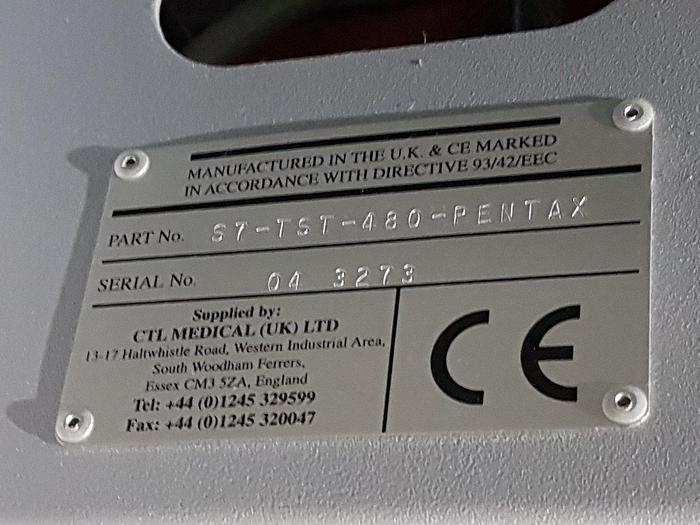 MANUFACTURED IN THE U.K. & CE MARKED
IN ACCORDANCE WITH DIRECTIVE 93/42/EEC
PART No. S7-TST-480-PENTAX
SERIAL No. 04 3273
Supplied by:
CTL MEDICAL (UK) LTD
13-17 Haltwhistle Road, Western Industrial Area,
South Woodham Ferrers,
Essex CM3 5ZA, England
Tel: +44 (0)1245 329599
Fax: +44 (0)1245 320047
CE